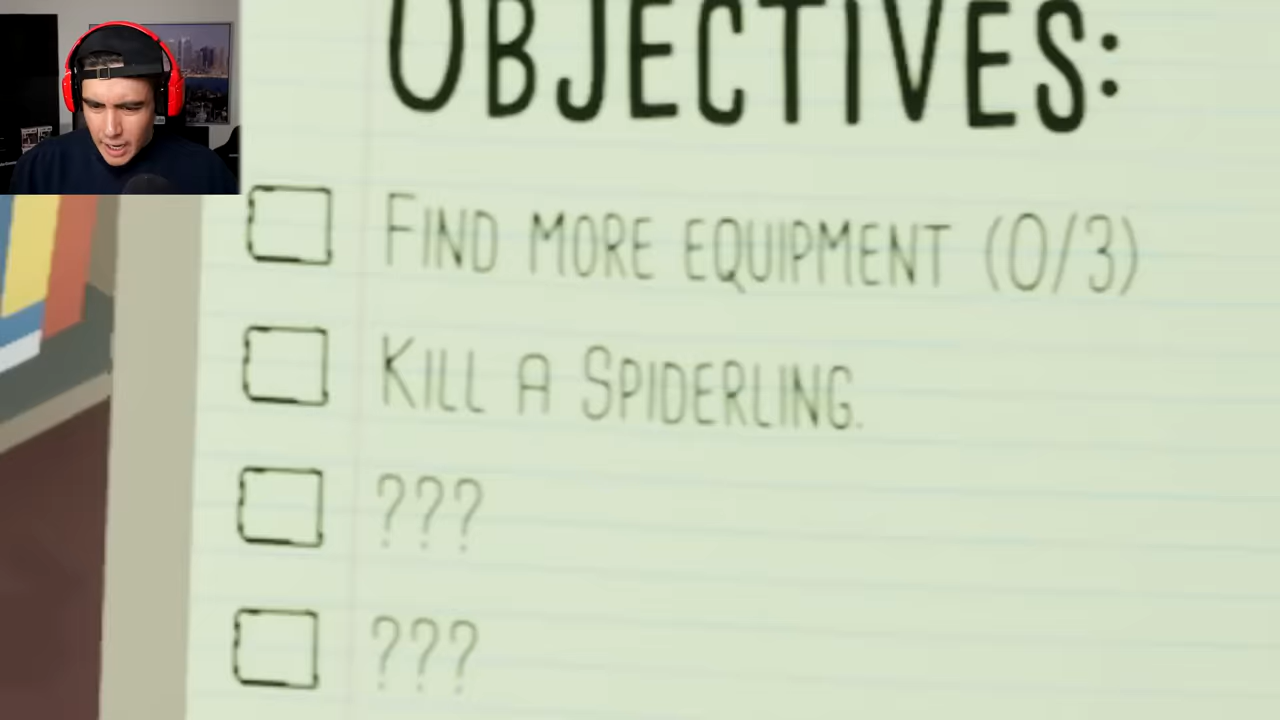 OBJECTIVES:
FIND MORE EQUIPMENT (0/3)
KILL A SPIDERLING.
???
???